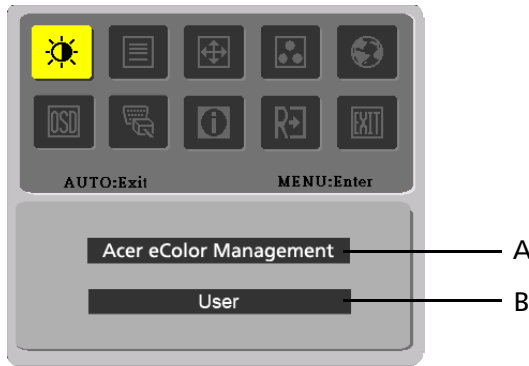 OSD
i
R
EXIT
AUTO:Exit MENU:Enter
Acer eColor Management A
User B